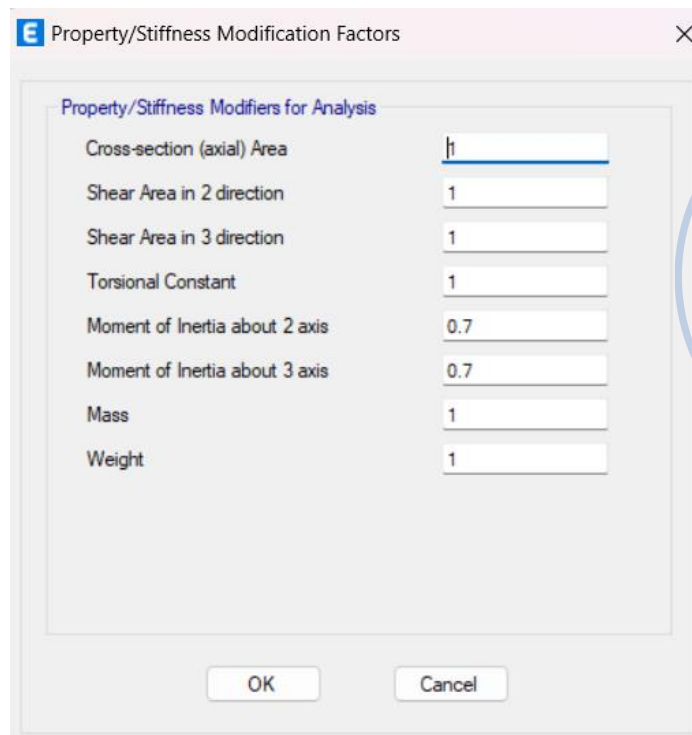 E Property/Stiffness Modification Factors
Property/Stiffness Modifiers for Analysis
Cross-section (axial) Area 1
Shear Area in 2 direction 1
Shear Area in 3 direction 1
Torsional Constant 1
Moment of Inertia about 2 axis 0.7
Moment of Inertia about 3 axis 0.7
Mass 1
Weight 1
OK Cancel